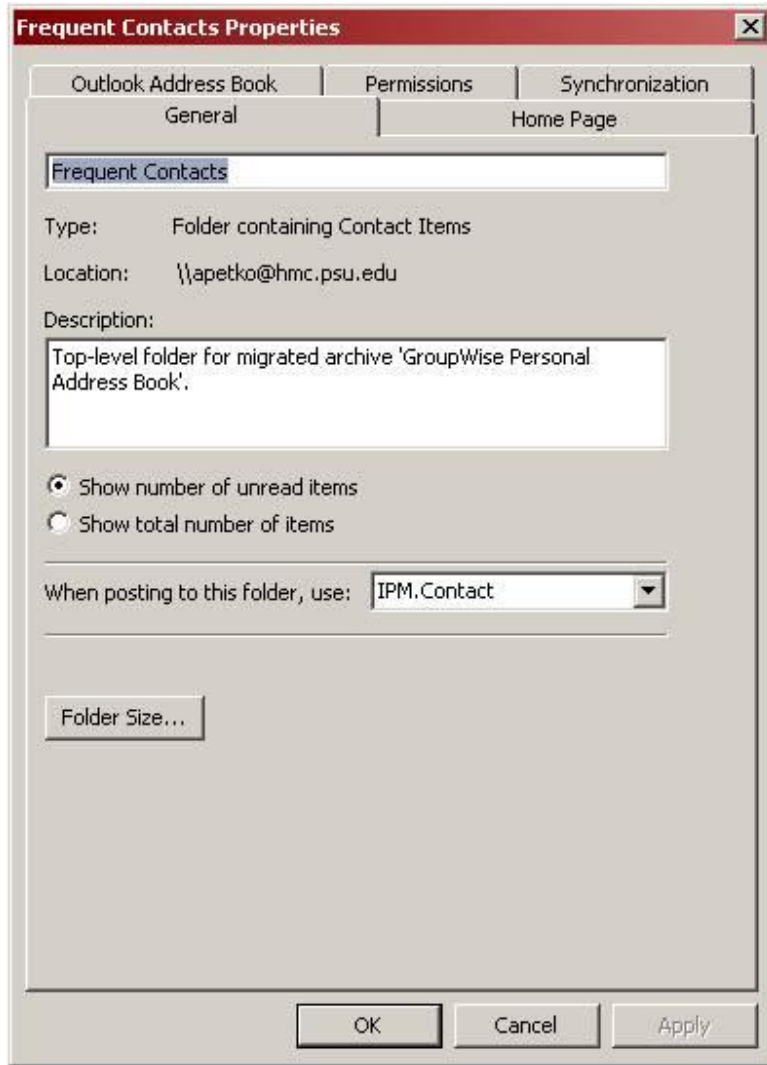 Frequent Contacts Properties
Outlook Address Book Permissions Synchronization
General Home Page
Frequent Contacts
Type: Folder containing Contact Items
Location: \\apetko@hmc.psu.edu
Description:
Top-level folder for migrated archive 'GroupWise Personal
Address Book'.
Show number of unread items
Show total number of items
When posting to this folder, use: IPM.Contact
Folder Size...
OK Cancel Apply